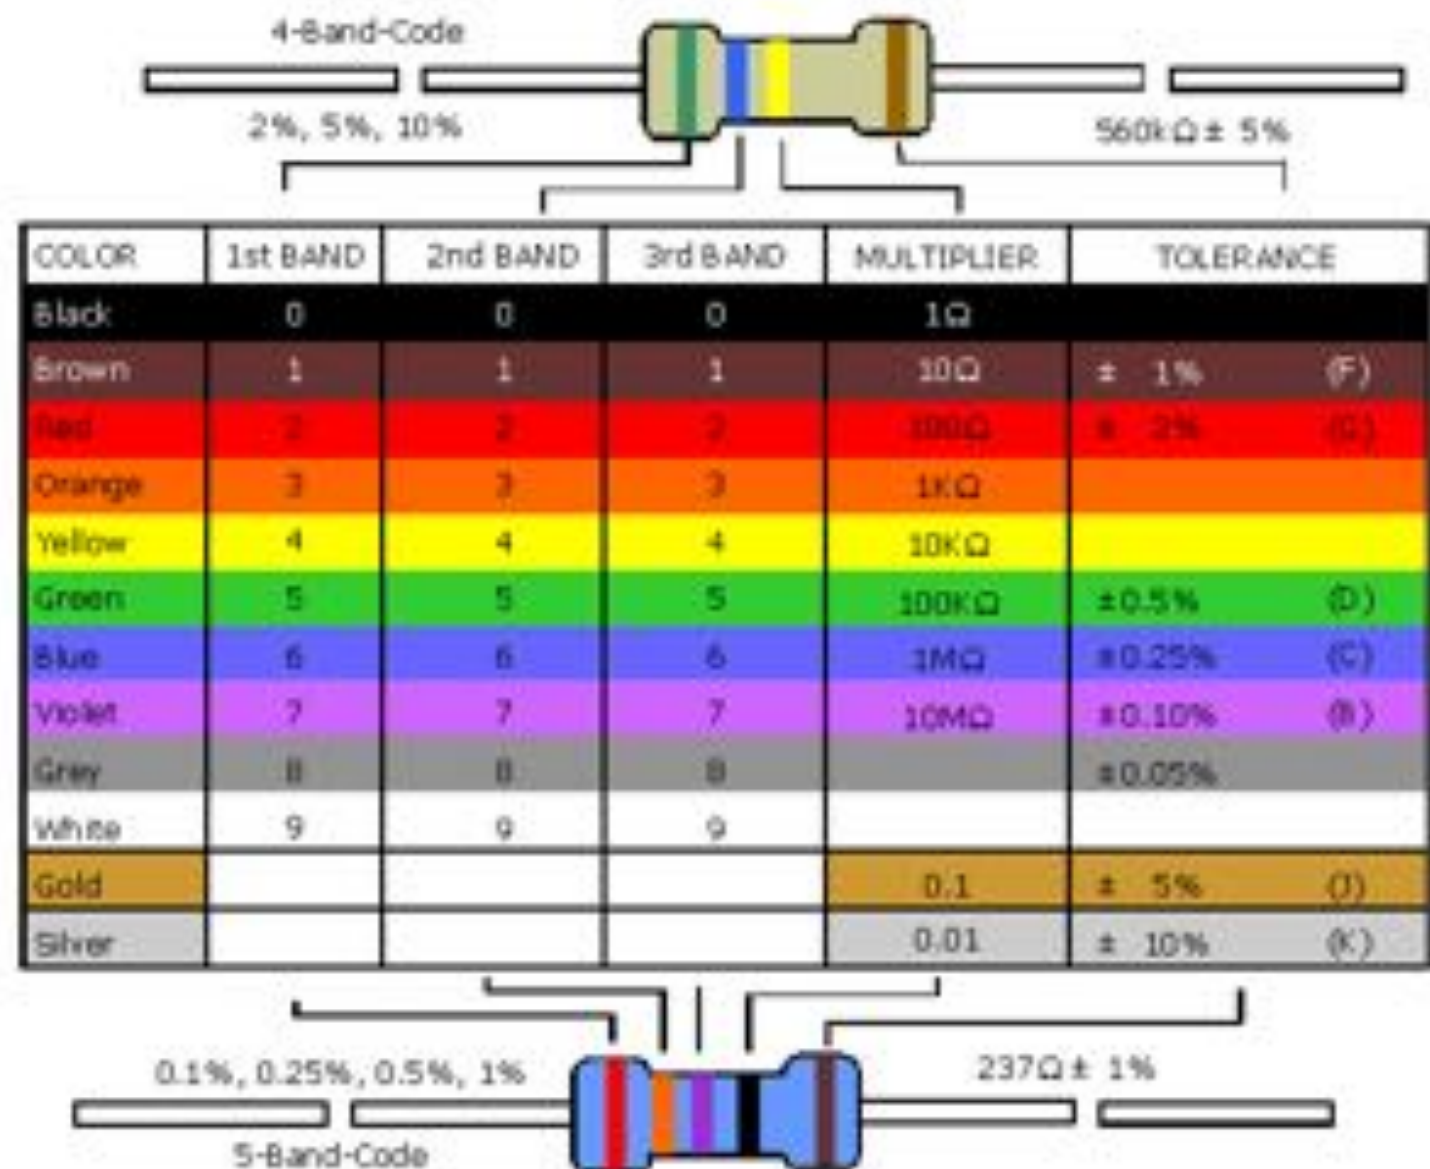 4-Band-Code
2%, 5%, 10%
560kΩ ± 5%
COLOR 1st BAND 2nd BAND 3rd BAND MULTIPLIER TOLERANCE
Black 0 0 0 1Ω
Brown 1 1 1 10Ω ± 1% (F)
Red 2 2 2 100Ω ± 2% (G)
Orange 3 3 3 1KΩ
Yellow 4 4 4 10KΩ
Green 5 5 5 100KΩ ±0.5% (D)
Blue 6 6 6 1MΩ ±0.25% (C)
Violet 7 7 7 10MΩ ±0.10% (B)
Grey 8 8 8 ±0.05%
White 9 9 9
Gold 0.1 ± 5% (J)
Silver 0.01 ± 10% (K)
0.1%, 0.25%, 0.5%, 1%
237Ω ± 1%
5-Band-Code